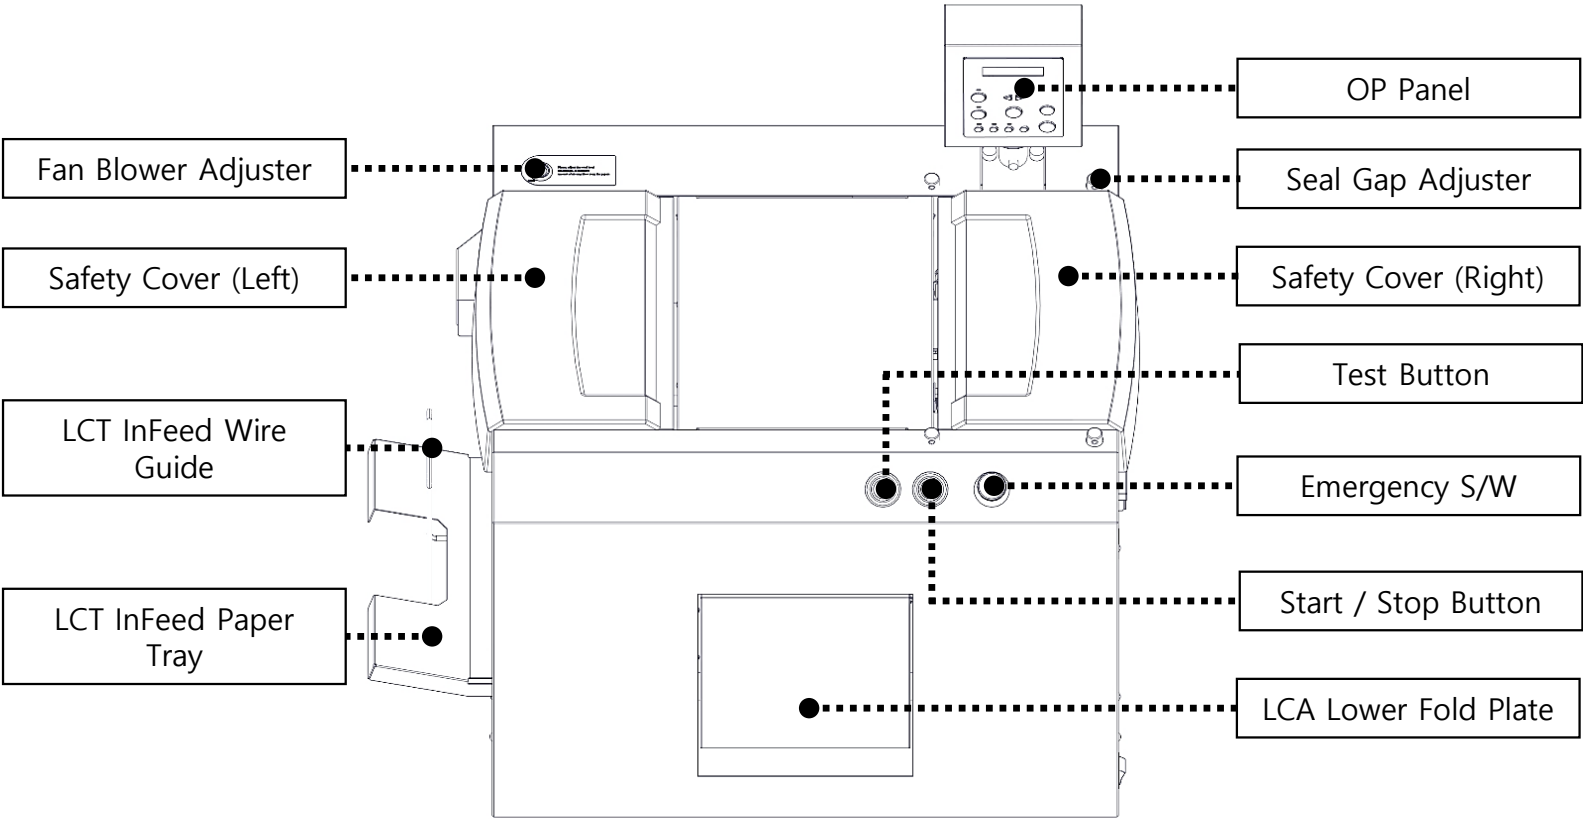 OP Panel
Fan Blower Adjuster
Seal Gap Adjuster
Safety Cover (Left)
Safety Cover (Right)
Test Button
LCT InFeed Wire
Guide
Emergency S/W
Start / Stop Button
LCT InFeed Paper
Tray
LCA Lower Fold Plate